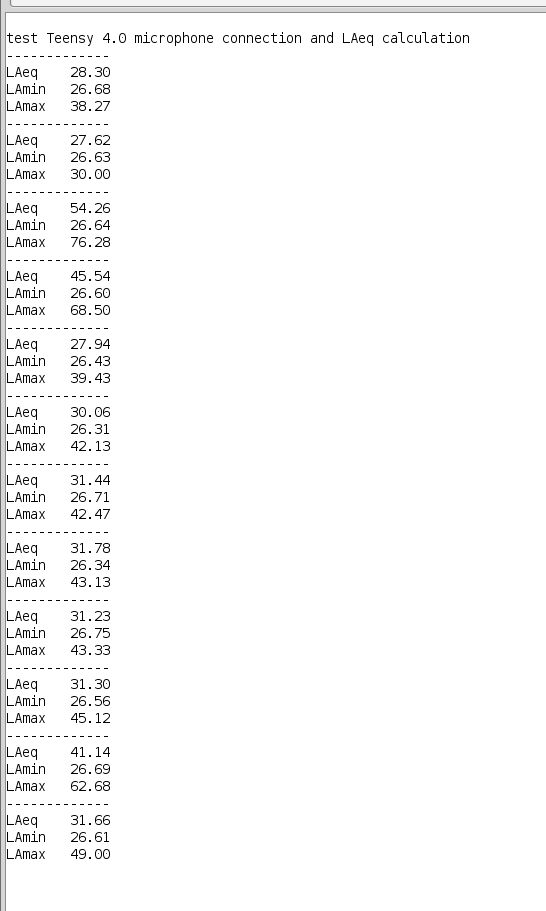 test Teensy 4.0 microphone connection and LAeq calculation
-------------
LAeq    28.30
LAmin   26.68
LAmax   38.27
-------------
LAeq    27.62
LAmin   26.63
LAmax   30.00
-------------
LAeq    54.26
LAmin   26.64
LAmax   76.28
-------------
LAeq    45.54
LAmin   26.60
LAmax   68.50
-------------
LAeq    27.94
LAmin   26.43
LAmax   39.43
-------------
LAeq    30.06
LAmin   26.31
LAmax   42.13
-------------
LAeq    31.44
LAmin   26.71
LAmax   42.47
-------------
LAeq    31.78
LAmin   26.34
LAmax   43.13
-------------
LAeq    31.23
LAmin   26.75
LAmax   43.33
-------------
LAeq    31.30
LAmin   26.56
LAmax   45.12
-------------
LAeq    41.14
LAmin   26.69
LAmax   62.68
-------------
LAeq    31.66
LAmin   26.61
LAmax   49.00